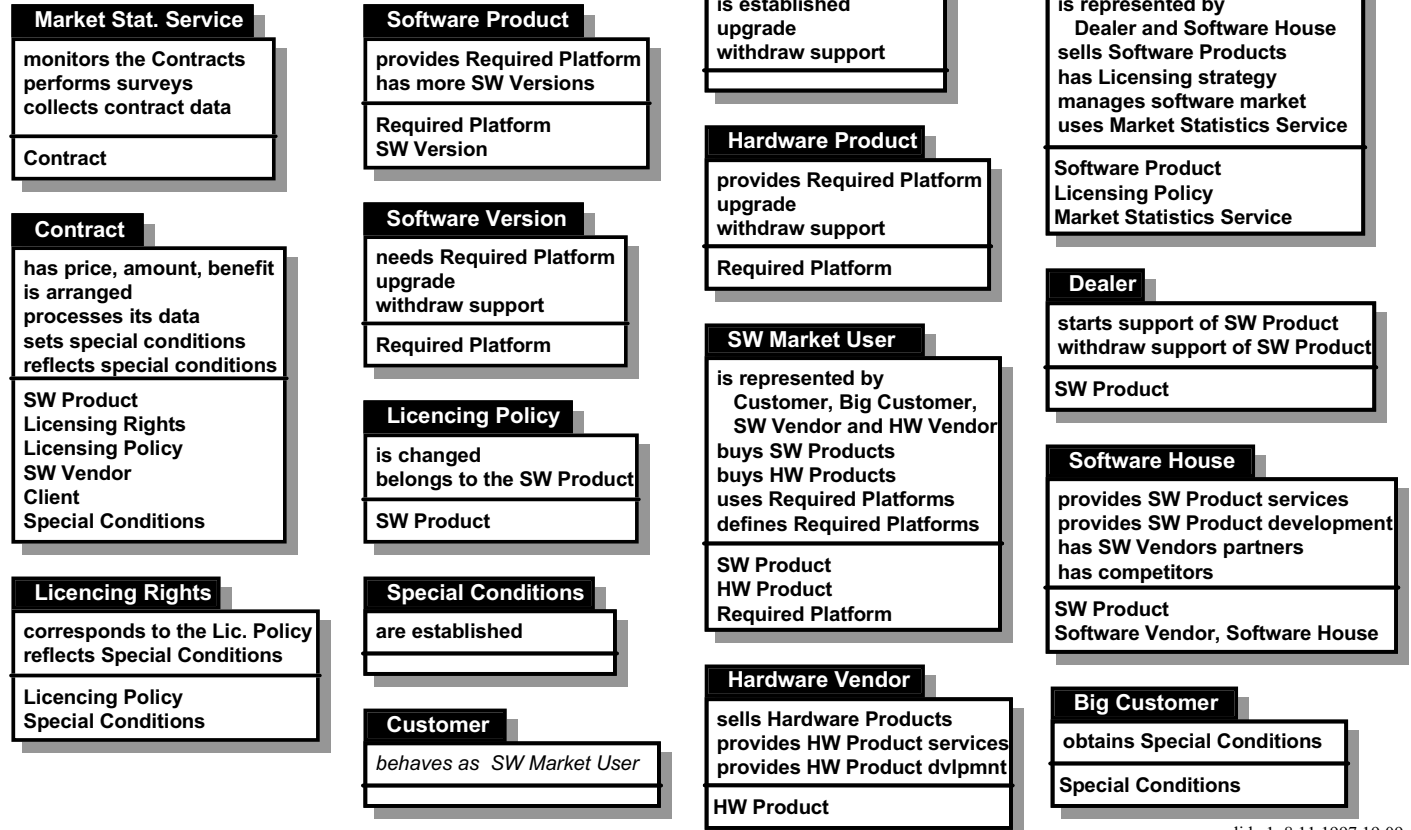 Market Stat. Service
monitors the Contracts
performs surveys
collects contract data
Contract
Contract
has price, amount, benefit
is arranged
processes its data
sets special conditions
reflects special conditions
SW Product
Licensing Rights
Licensing Policy
SW Vendor
Client
Special Conditions
Licencing Rights
corresponds to the Lic. Policy
reflects Special Conditions
Licencing Policy
Special Conditions
Software Product
provides Required Platform
has more SW Versions
Required Platform
SW Version
Software Version
needs Required Platform
upgrade
withdraw support
Required Platform
Licencing Policy
is changed
belongs to the SW Product
SW Product
Special Conditions
are established
Customer
behaves as SW Market User
is established
upgrade
withdraw support
Hardware Product
provides Required Platform
upgrade
withdraw support
Required Platform
SW Market User
is represented by
Customer, Big Customer,
SW Vendor and HW Vendor
buys SW Products
buys HW Products
uses Required Platforms
defines Required Platforms
SW Product
HW Product
Required Platform
Hardware Vendor
sells Hardware Products
provides HW Product services
provides HW Product dvlpmnt
HW Product
is represented by
Dealer and Software House
sells Software Products
has Licensing strategy
manages software market
uses Market Statistics Service
Software Product
Licensing Policy
Market Statistics Service
Dealer
starts support of SW Product
withdraw support of SW Product
SW Product
Software House
provides SW Product services
provides SW Product development
has SW Vendors partners
has competitors
SW Product
Software Vendor, Software House
Big Customer
obtains Special Conditions
Special Conditions